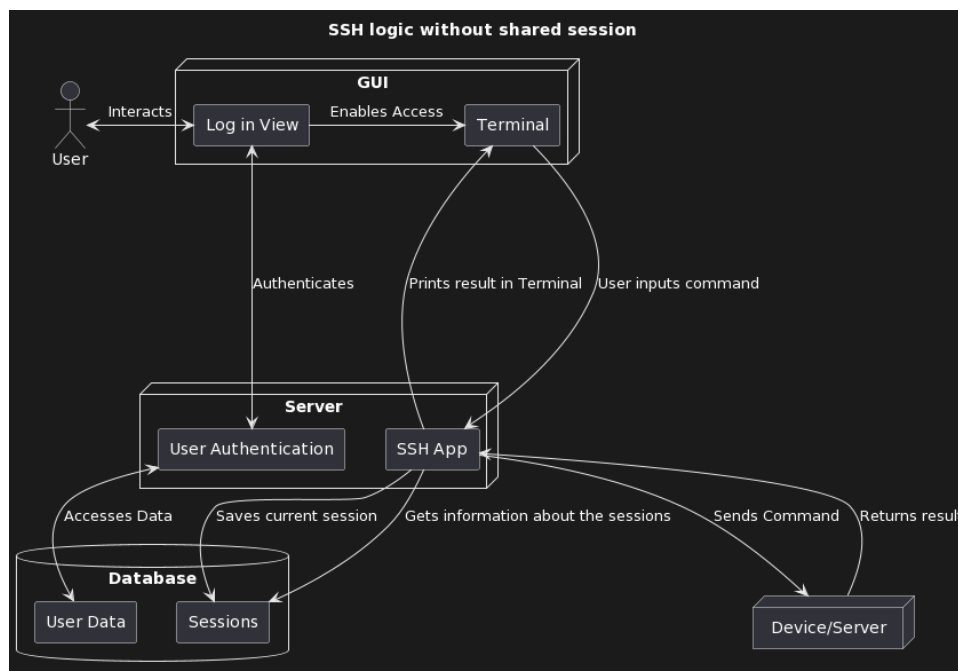 SSH logic without shared session
GUI
Interacts
Log in View
Enables Access
Terminal
User
Authenticates
Prints result in Terminal
User inputs command
Server
User Authentication
SSH App
Accesses Data
Saves current session
Gets information about the sessions
Sends Command
Returns result
Database
User Data
Sessions
Device/Server